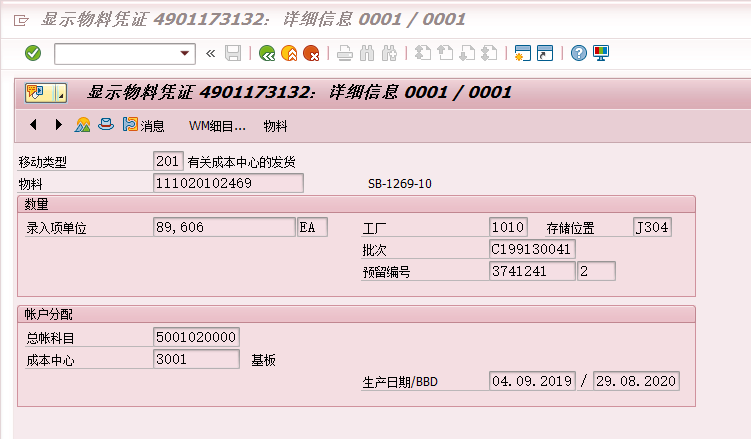 显示物料凭证 4901173132: 详细信息 0001 / 0001
显示物料凭证 4901173132: 详细信息 0001 / 0001
消息 WM细目... 物料
移动类型 201 有关成本中心的发货
物料 111020102469 SB-1269-10
数量
录入项单位 89,606 EA 工厂 1010 存储位置 J304
批次 C199130041
预留编号 3741241 2
帐户分配
总帐科目 5001020000
成本中心 3001 基板
生产日期/BBD 04.09.2019 / 29.08.2020